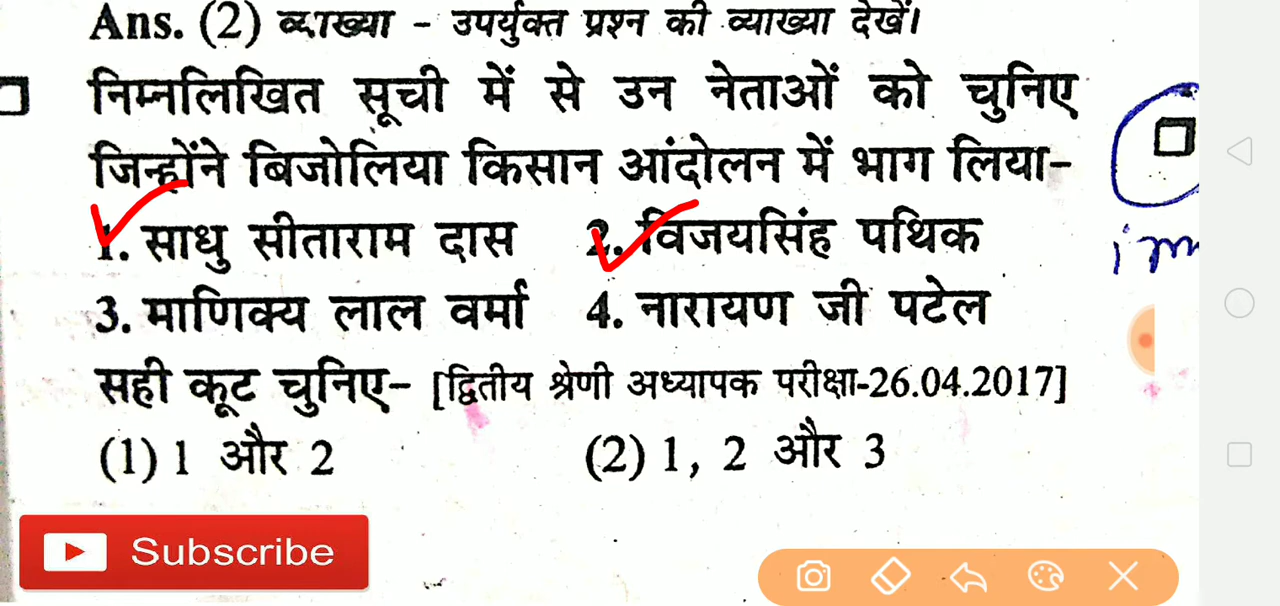 Ans. (2) व्याख्या - उपर्युक्त प्रश्न की व्याख्या देखें।
निम्नलिखित सूची में से उन नेताओं को चुनिए
जिन्होंने बिजोलिया किसान आंदोलन में भाग लिया-
1. साधु सीताराम दास 2. विजयसिंह पथिक
3. माणिक्य लाल वर्मा 4. नारायण जी पटेल
सही कूट चुनिए- [द्वितीय श्रेणी अध्यापक परीक्षा-26.04.2017]
(1) 1 और 2 (2) 1, 2 और 3
Subscribe